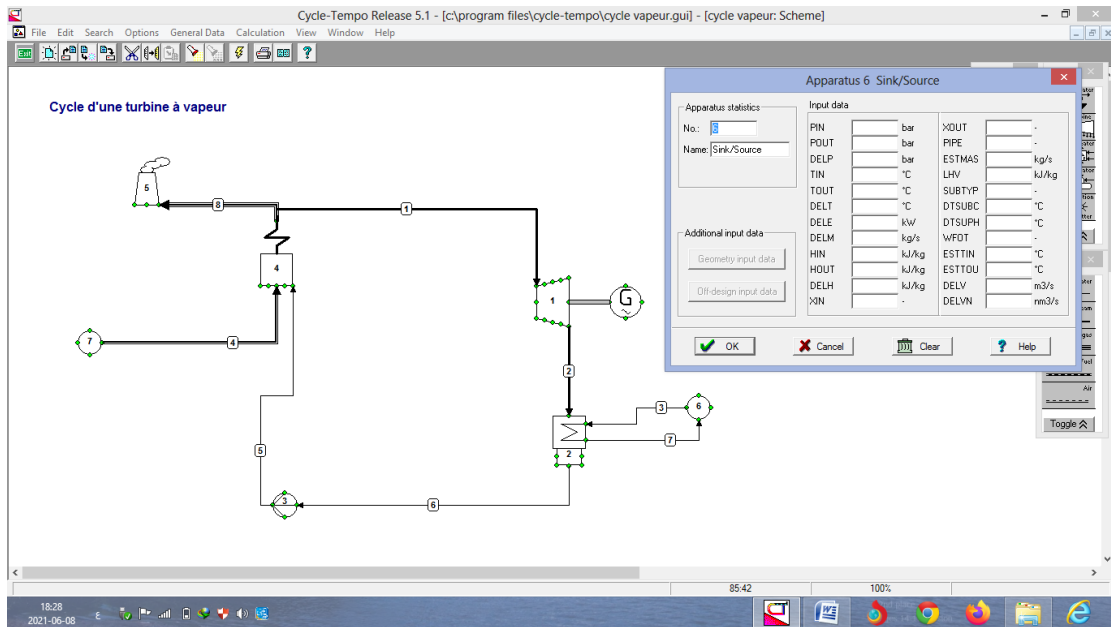 Cycle-Tempo Release 5.1 - [c:\program files\cycle-tempo\cycle vapeur.gui] - [cycle vapeur: Scheme]
File Edit Search Options General Data Calculation View Window Help
Cycle d'une turbine à vapeur
5
8
1
4
1
G
7
4
2
3
6
7
2
5
3
6
Apparatus 6 Sink/Source
Apparatus statistics
No.: 6
Name: Sink/Source
Additional input data
Geometry input data
Off-design input data
Input data
PIN bar XOUT -
POUT bar PIPE -
DELP bar ESTMAS kg/s
TIN °C LHV kJ/kg
TOUT °C SUBTYP -
DELT °C DTSUBC °C
DELE kW DTSUPH °C
DELM kg/s WFOT -
HIN kJ/kg ESTTIN °C
HOUT kJ/kg ESTTOU °C
DELH kJ/kg DELV m3/s
XIN - DELVN nm3/s
OK Cancel Clear ? Help
Air
Toggle
85:42 100%
18:28
2021-06-08
ع